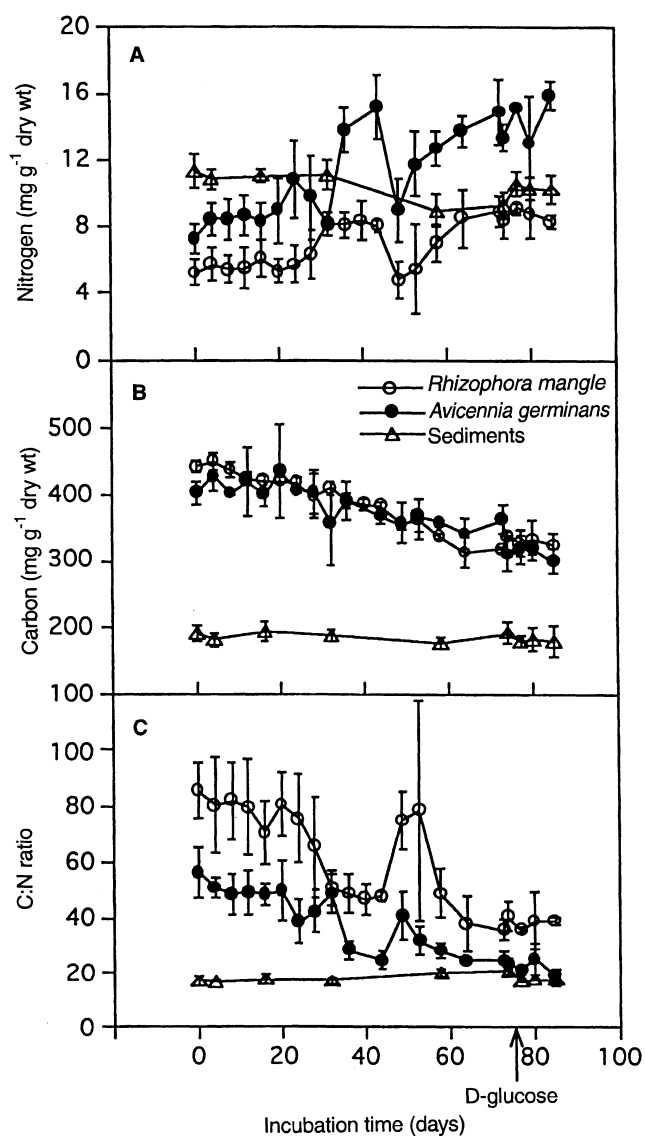 20
A
16
12
8
4
0
Nitrogen (mg g-1 dry wt)
B
Rhizophora mangle
Avicennia germinans
Sediments
500
400
300
200
100
Carbon (mg g-1 dry wt)
C
100
80
60
40
20
0
C:N ratio
0 20 40 60 80 100
D-glucose
Incubation time (days)